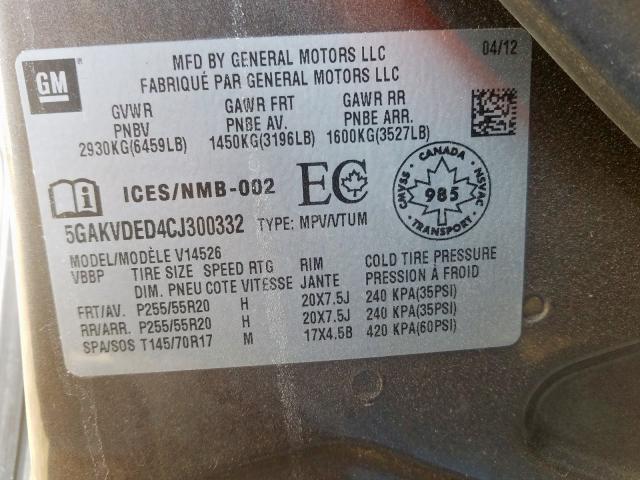 GM
MFD BY GENERAL MOTORS LLC
FABRIQUÉ PAR GENERAL MOTORS LLC
04/12
GVWR GAWR FRT GAWR RR
PNBV PNBE AV. PNBE ARR.
2930KG(6459LB) 1450KG(3196LB) 1600KG(3527LB)
ICES/NMB-002 EC
CANADA
CMVSS NSVAC
985
TRANSPORT
5GAKVDED4CJ300332 TYPE: MPV/VTUM
MODEL/MODÈLE V14526
VBBP TIRE SIZE SPEED RTG RIM COLD TIRE PRESSURE
DIM. PNEU COTE VITESSE JANTE PRESSION À FROID
FRT/AV. P255/55R20 H 20X7.5J 240 KPA(35PSI)
RR/ARR. P255/55R20 H 20X7.5J 240 KPA(35PSI)
SPA/SOS T145/70R17 M 17X4.5B 420 KPA(60PSI)